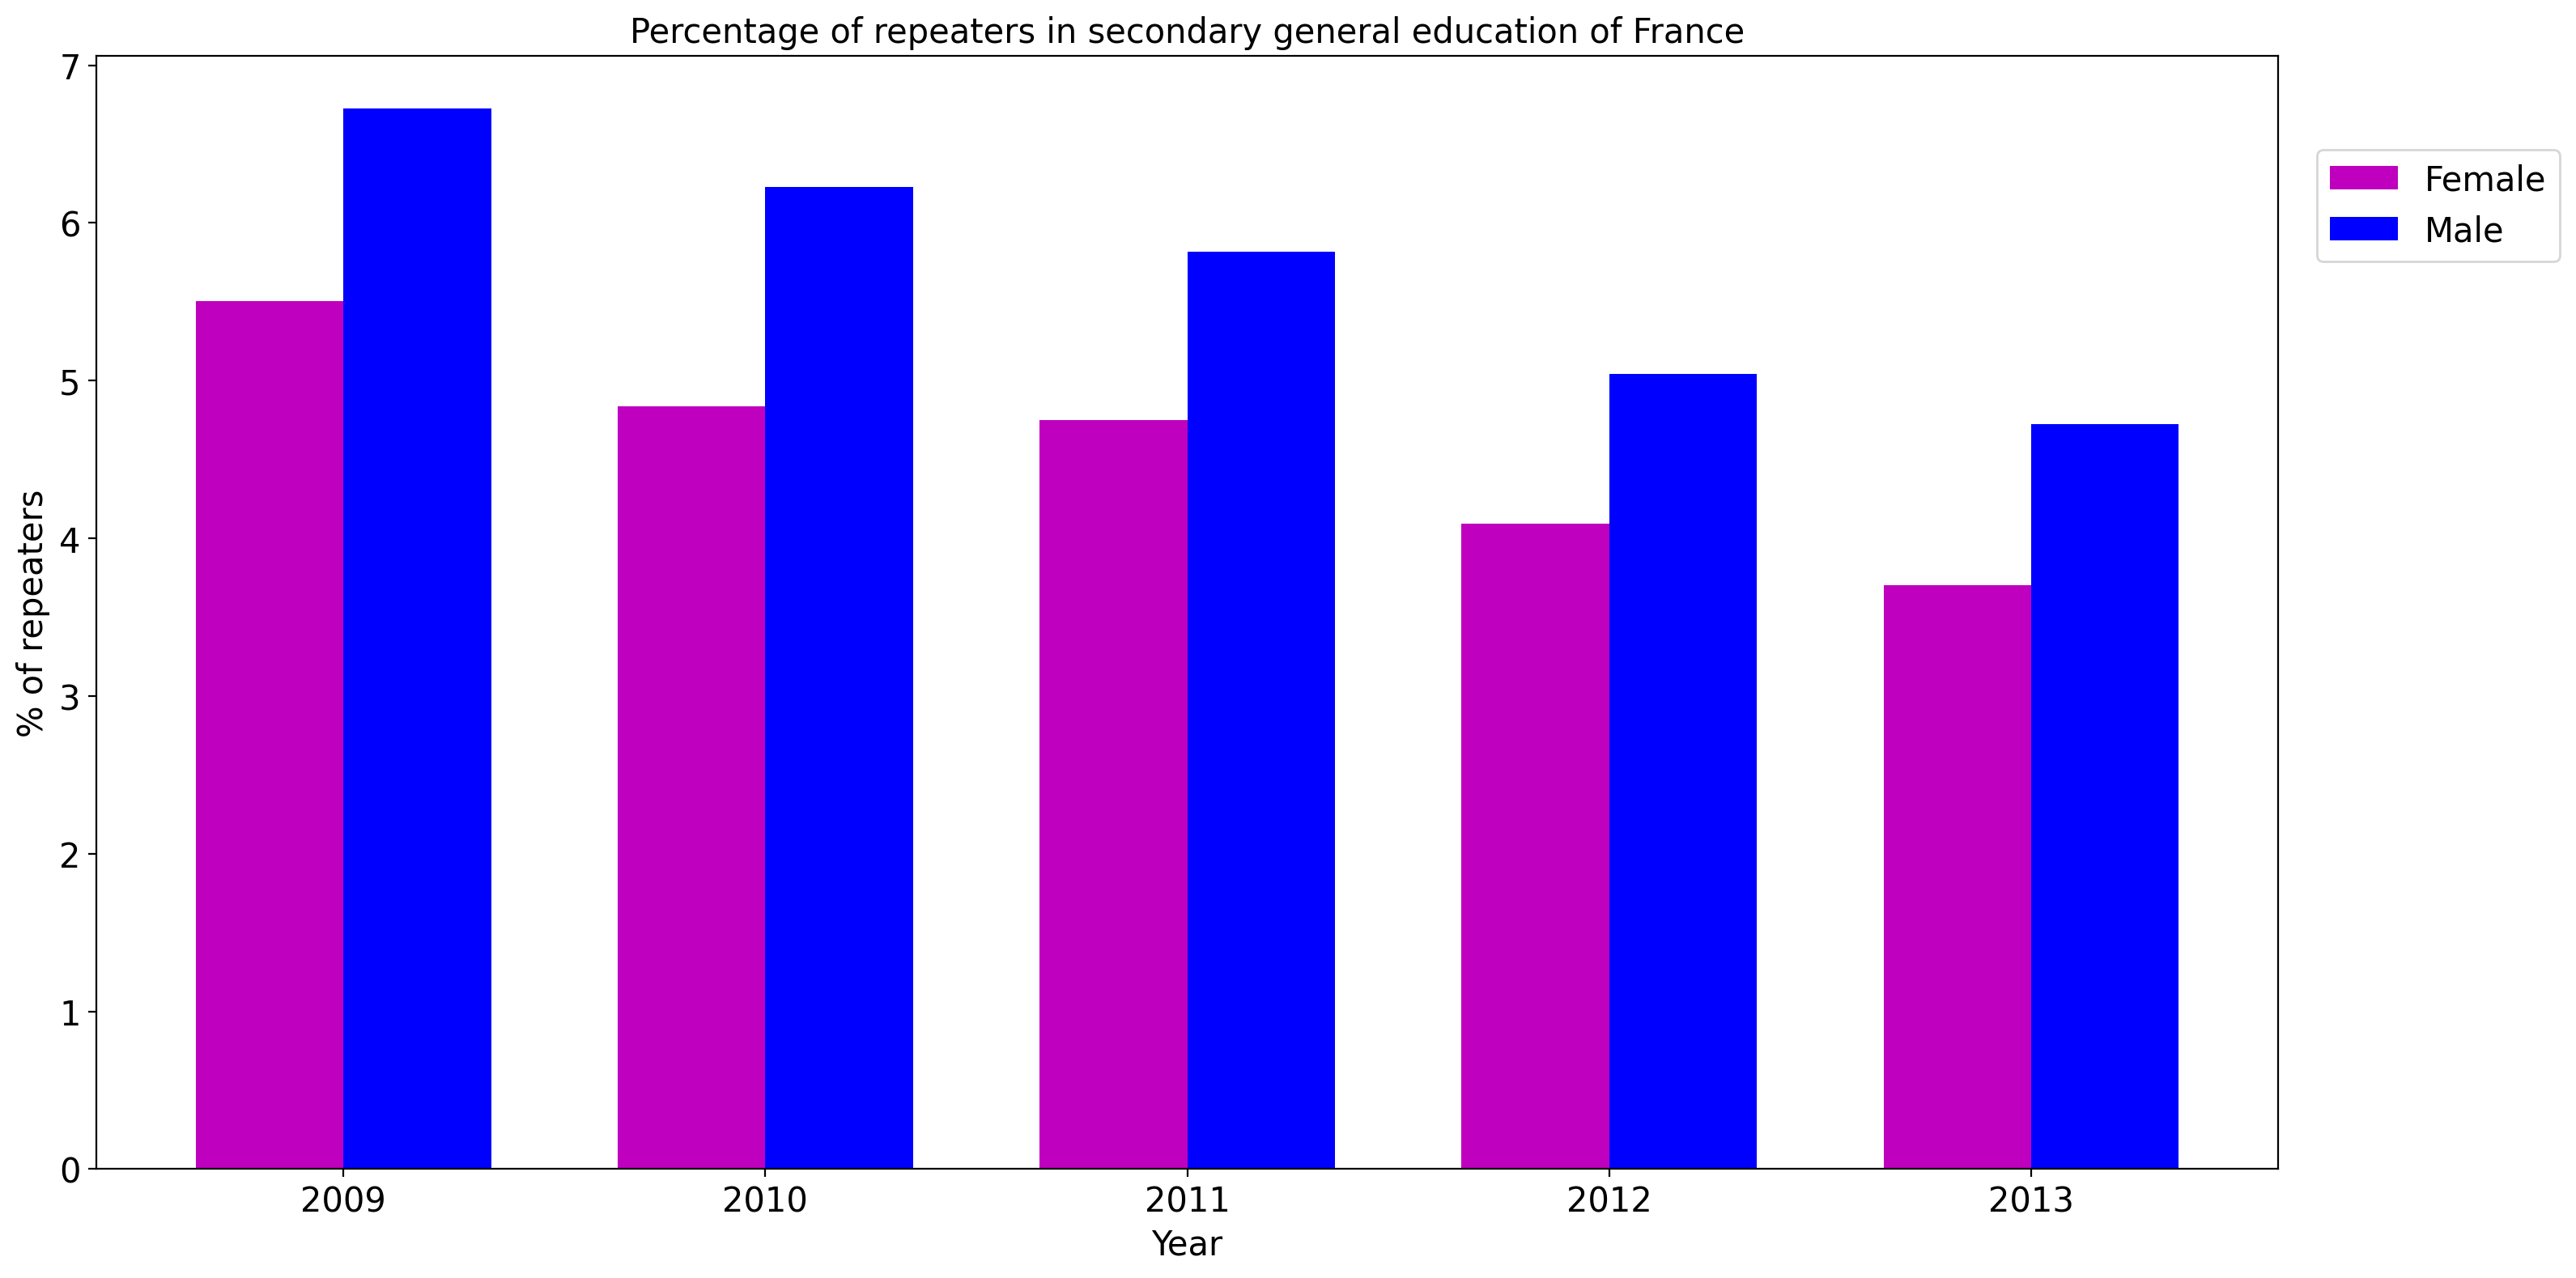 Percentage of repeaters in secondary general education of France
7
6
5
4
3
2
1
0
% of repeaters
2009 2010 2011 2012 2013
Year
Female
Male